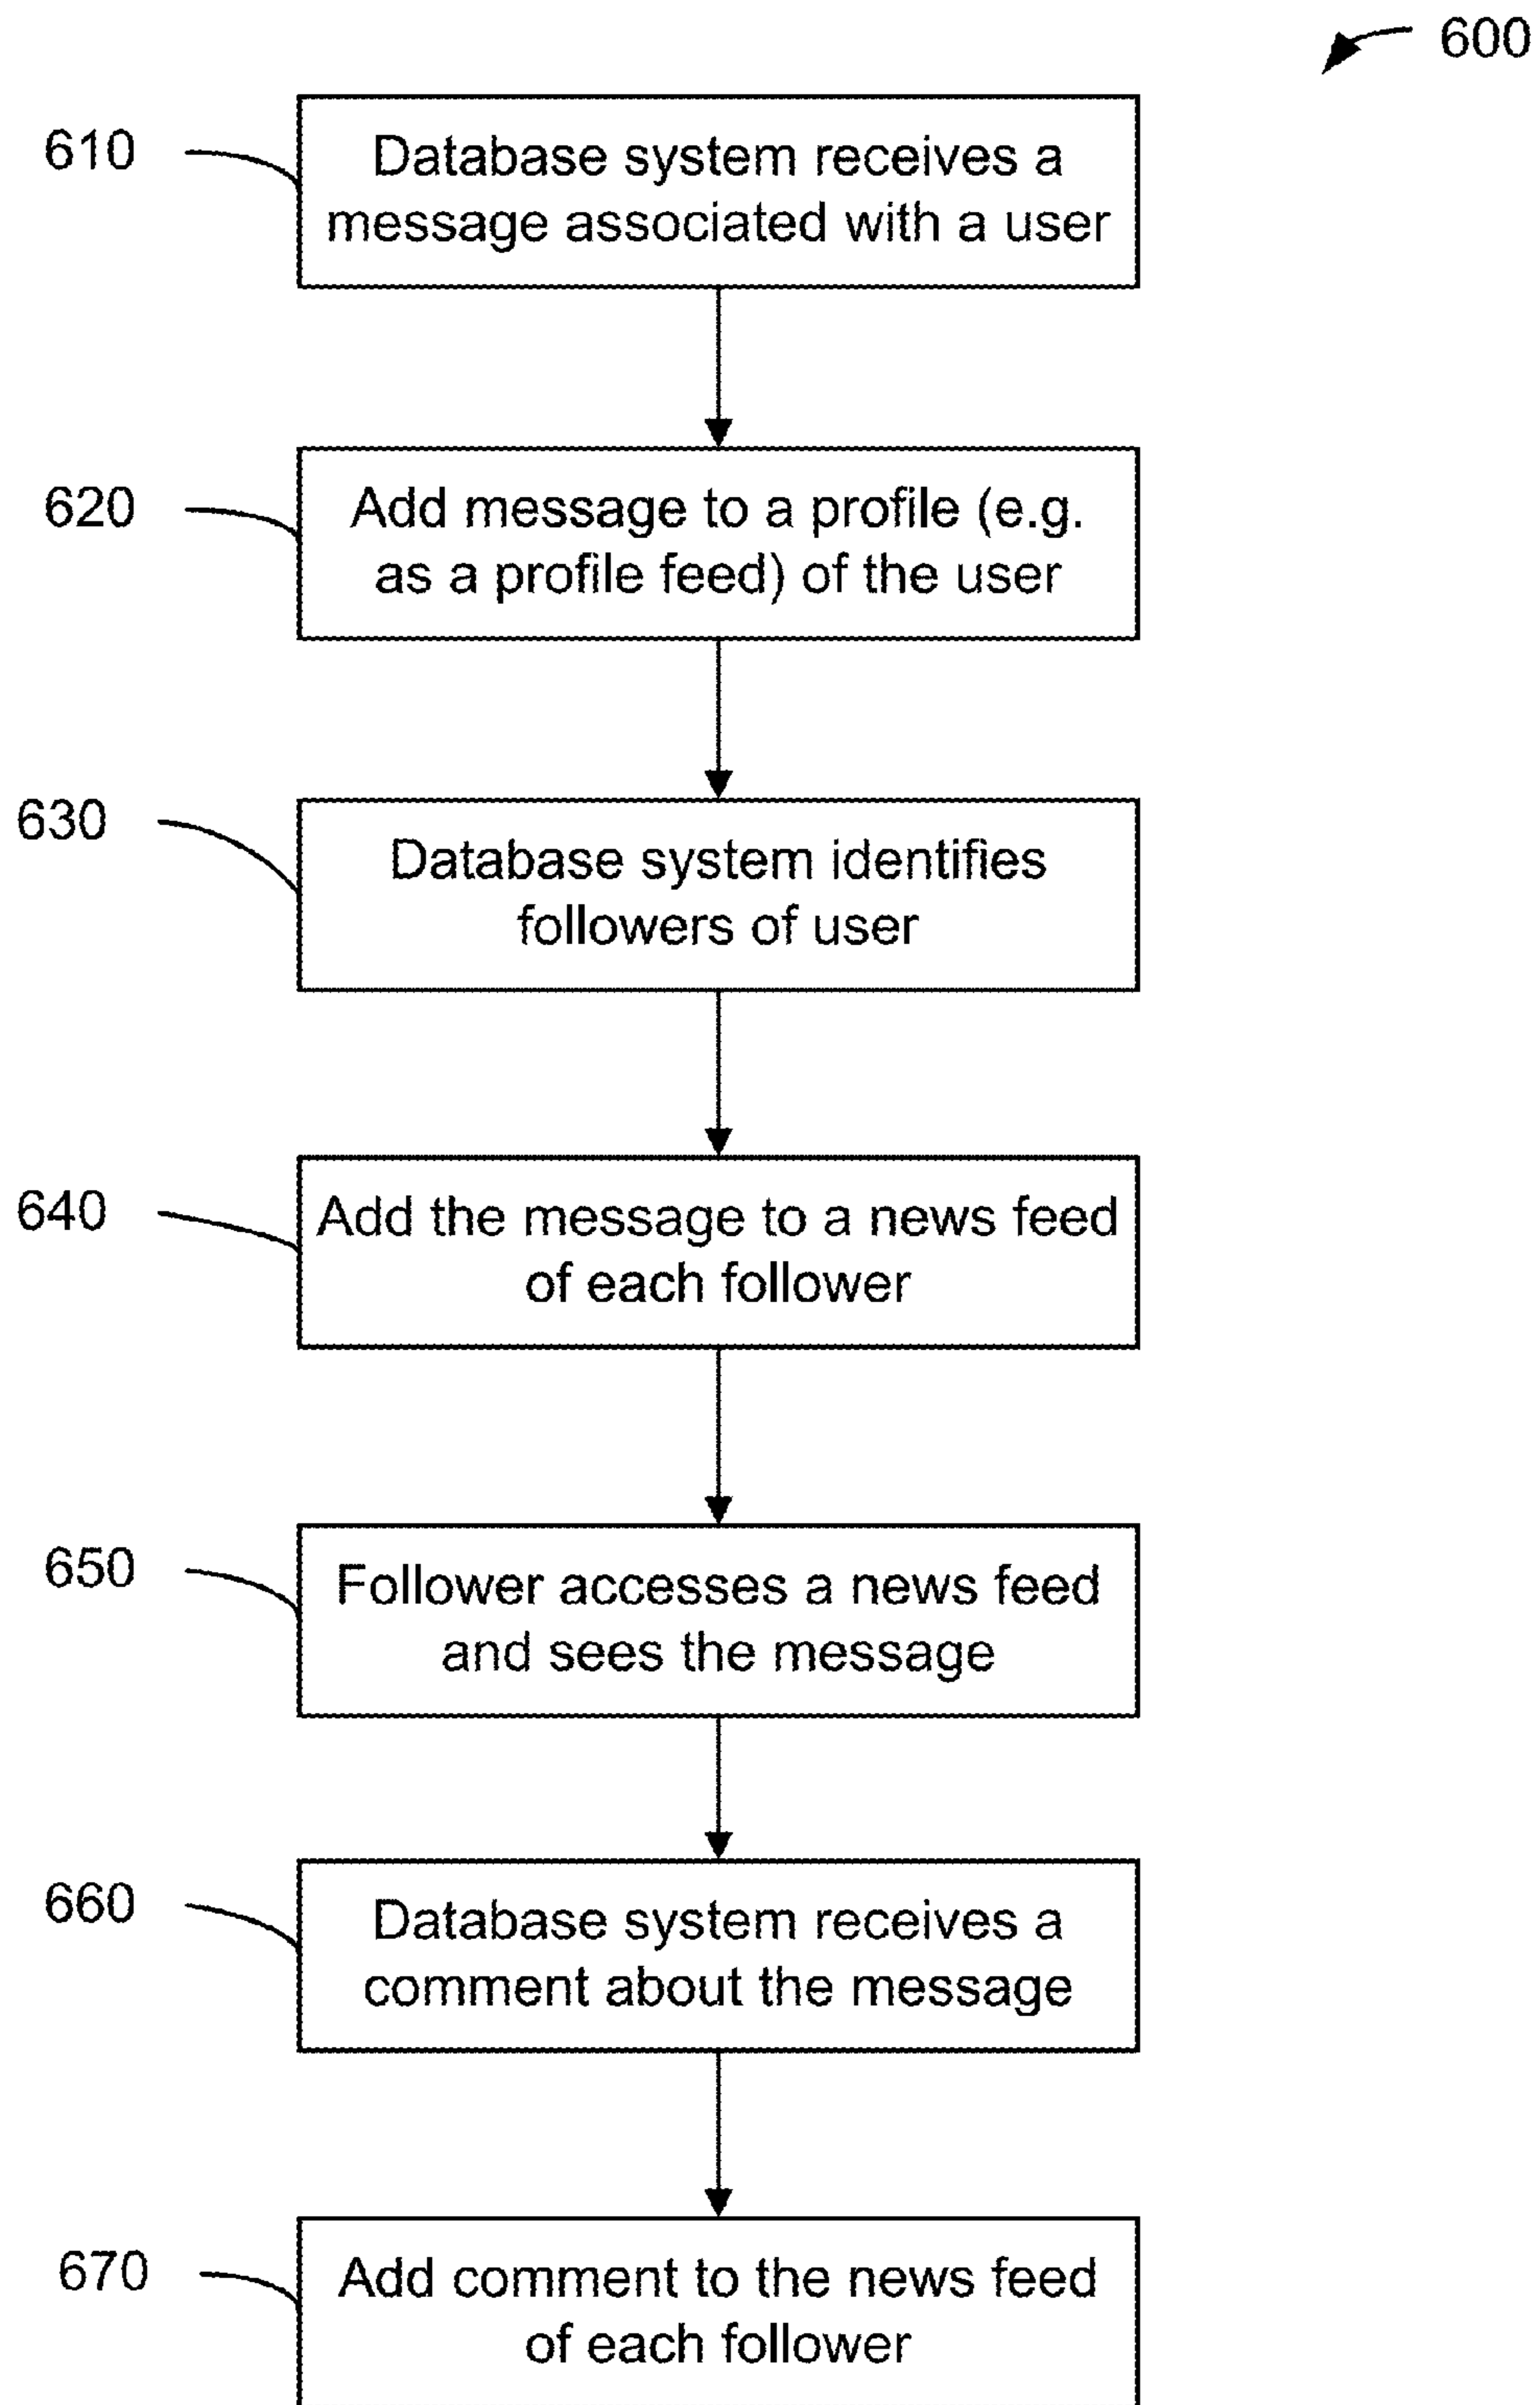 600
610
Database system receives a
message associated with a user
620
Add message to a profile (e.g.
as a profile feed) of the user
630
Database system identifies
followers of user
640
Add the message to a news feed
of each follower
650
Follower accesses a news feed
and sees the message
660
Database system receives a
comment about the message
670
Add comment to the news feed
of each follower